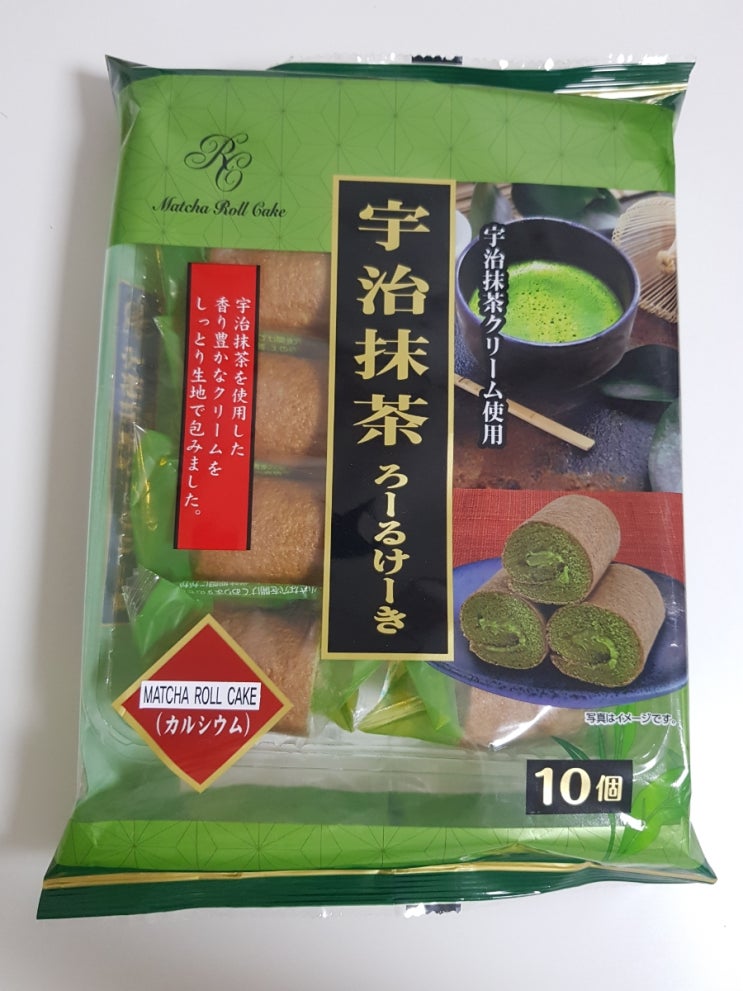 RC
Matcha Roll Cake
宇治抹茶ろーるけーき
宇治抹茶クリーム使用
宇治抹茶を使用した
香り豊かなクリームを
しっとり生地で包みました。
MATCHA ROLL CAKE
(カルシウム)
写真はイメージです。
10個